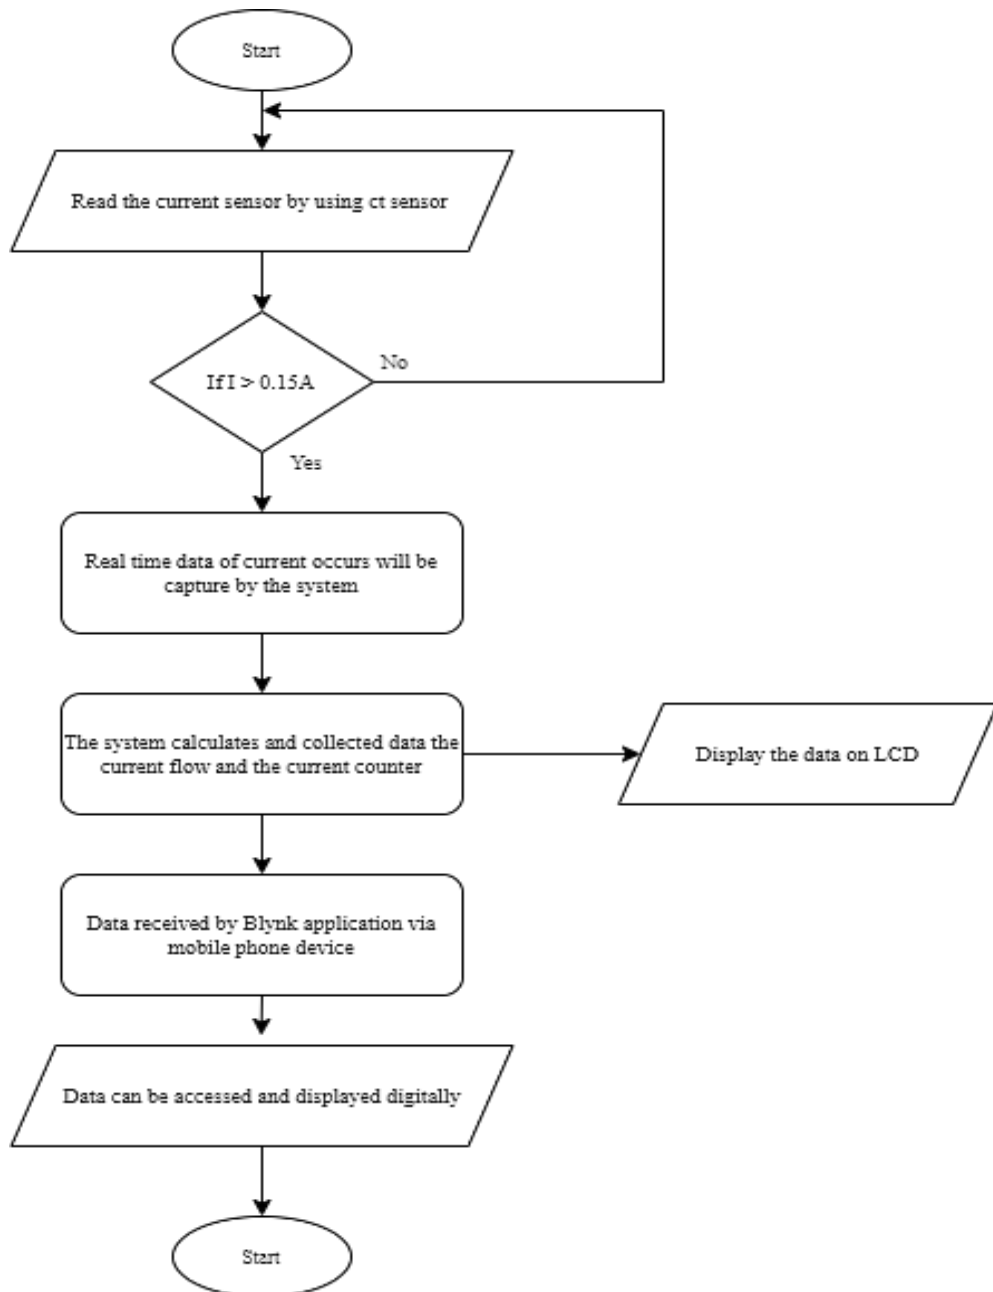 Start
Read the current sensor by using ct sensor
If I > 0.15A
No
Yes
Real time data of current occurs will be
capture by the system
The system calculates and collected data the
current flow and the current counter
Display the data on LCD
Data received by Blynk application via
mobile phone device
Data can be accessed and displayed digitally
Start